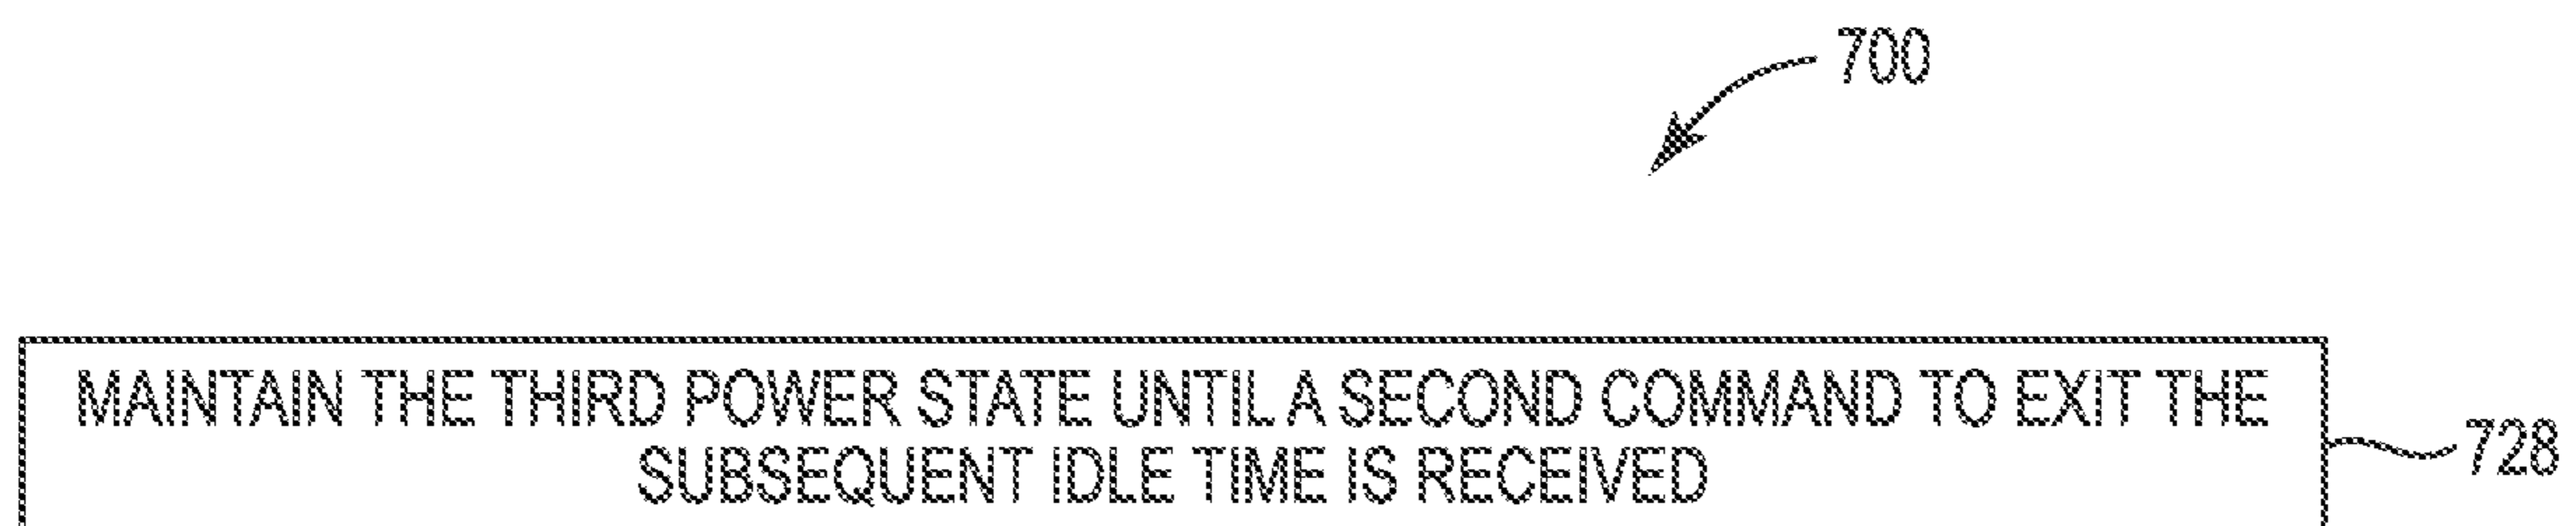 700
MAINTAIN THE THIRD POWER STATE UNTIL A SECOND COMMAND TO EXIT THE
SUBSEQUENT IDLE TIME IS RECEIVED
728